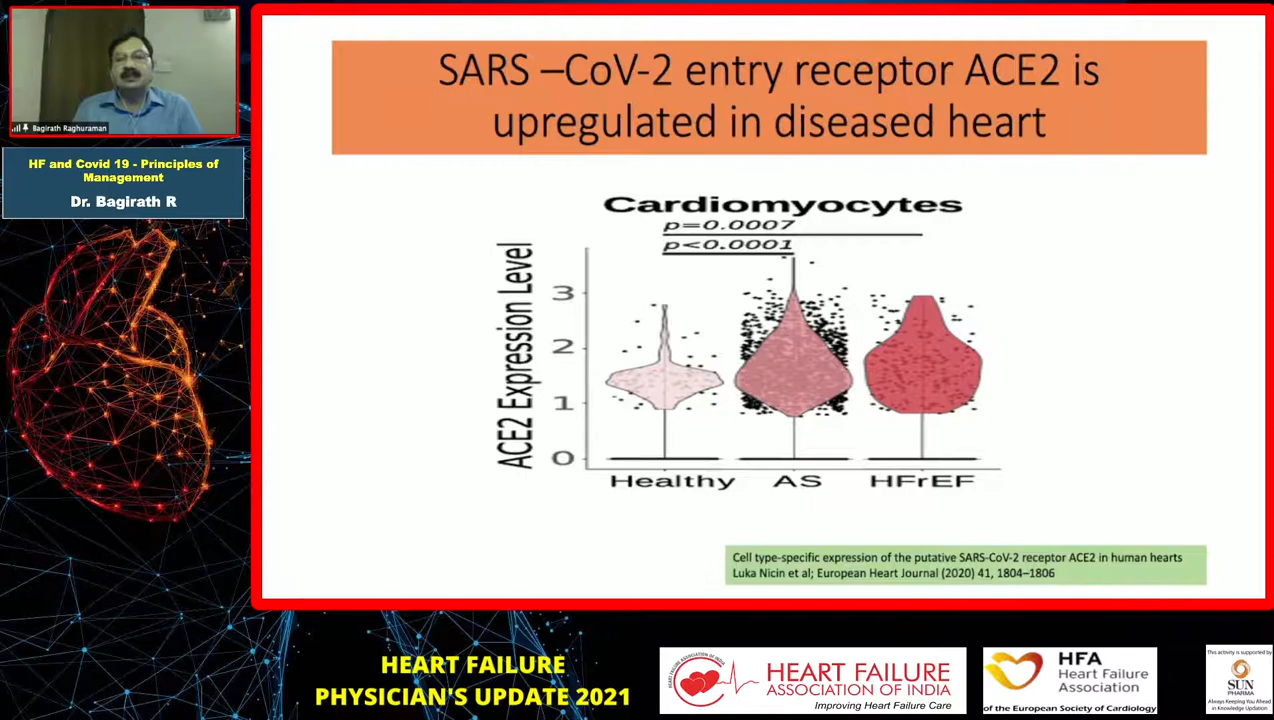 Bagirath Raghuraman
HF and Covid 19 - Principles of
Management
Dr. Bagirath R
SARS –CoV-2 entry receptor ACE2 is
upregulated in diseased heart
Cardiomyocytes
p=0.0007
p<0.0001
ACE2 Expression Level
3
2
1
0
Healthy
AS
HFrEF
Cell type-specific expression of the putative SARS-CoV-2 receptor ACE2 in human hearts
Luka Nicin et al; European Heart Journal (2020) 41, 1804–1806
HEART FAILURE
PHYSICIAN'S UPDATE 2021
HEART FAILURE ASSOCIATION OF INDIA
HEART FAILURE
ASSOCIATION OF INDIA
Improving Heart Failure Care
HFA
Heart Failure
Association
of the European Society of Cardiology
This activity is supported by
SUN
PHARMA
Always Keeping You Ahead
in Knowledge Updation